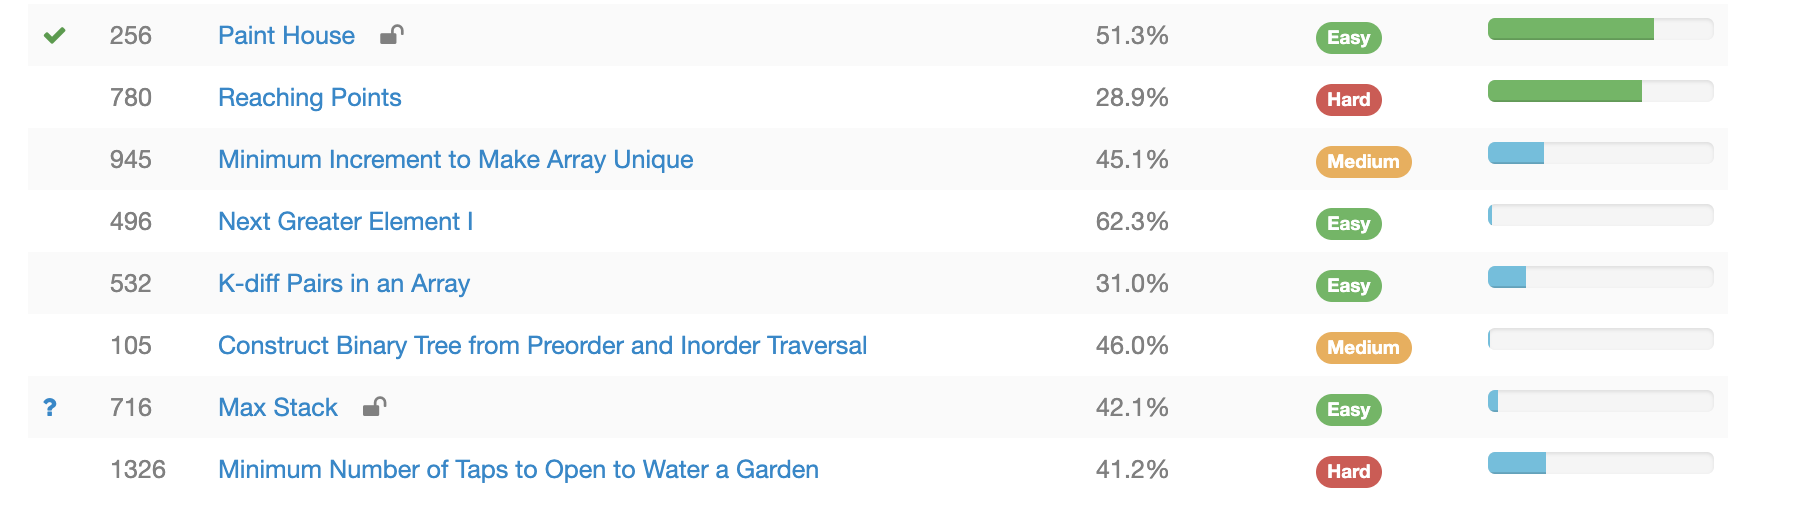 256 Paint House 51.3% Easy
780 Reaching Points 28.9% Hard
945 Minimum Increment to Make Array Unique 45.1% Medium
496 Next Greater Element I 62.3% Easy
532 K-diff Pairs in an Array 31.0% Easy
105 Construct Binary Tree from Preorder and Inorder Traversal 46.0% Medium
? 716 Max Stack 42.1% Easy
1326 Minimum Number of Taps to Open to Water a Garden 41.2% Hard